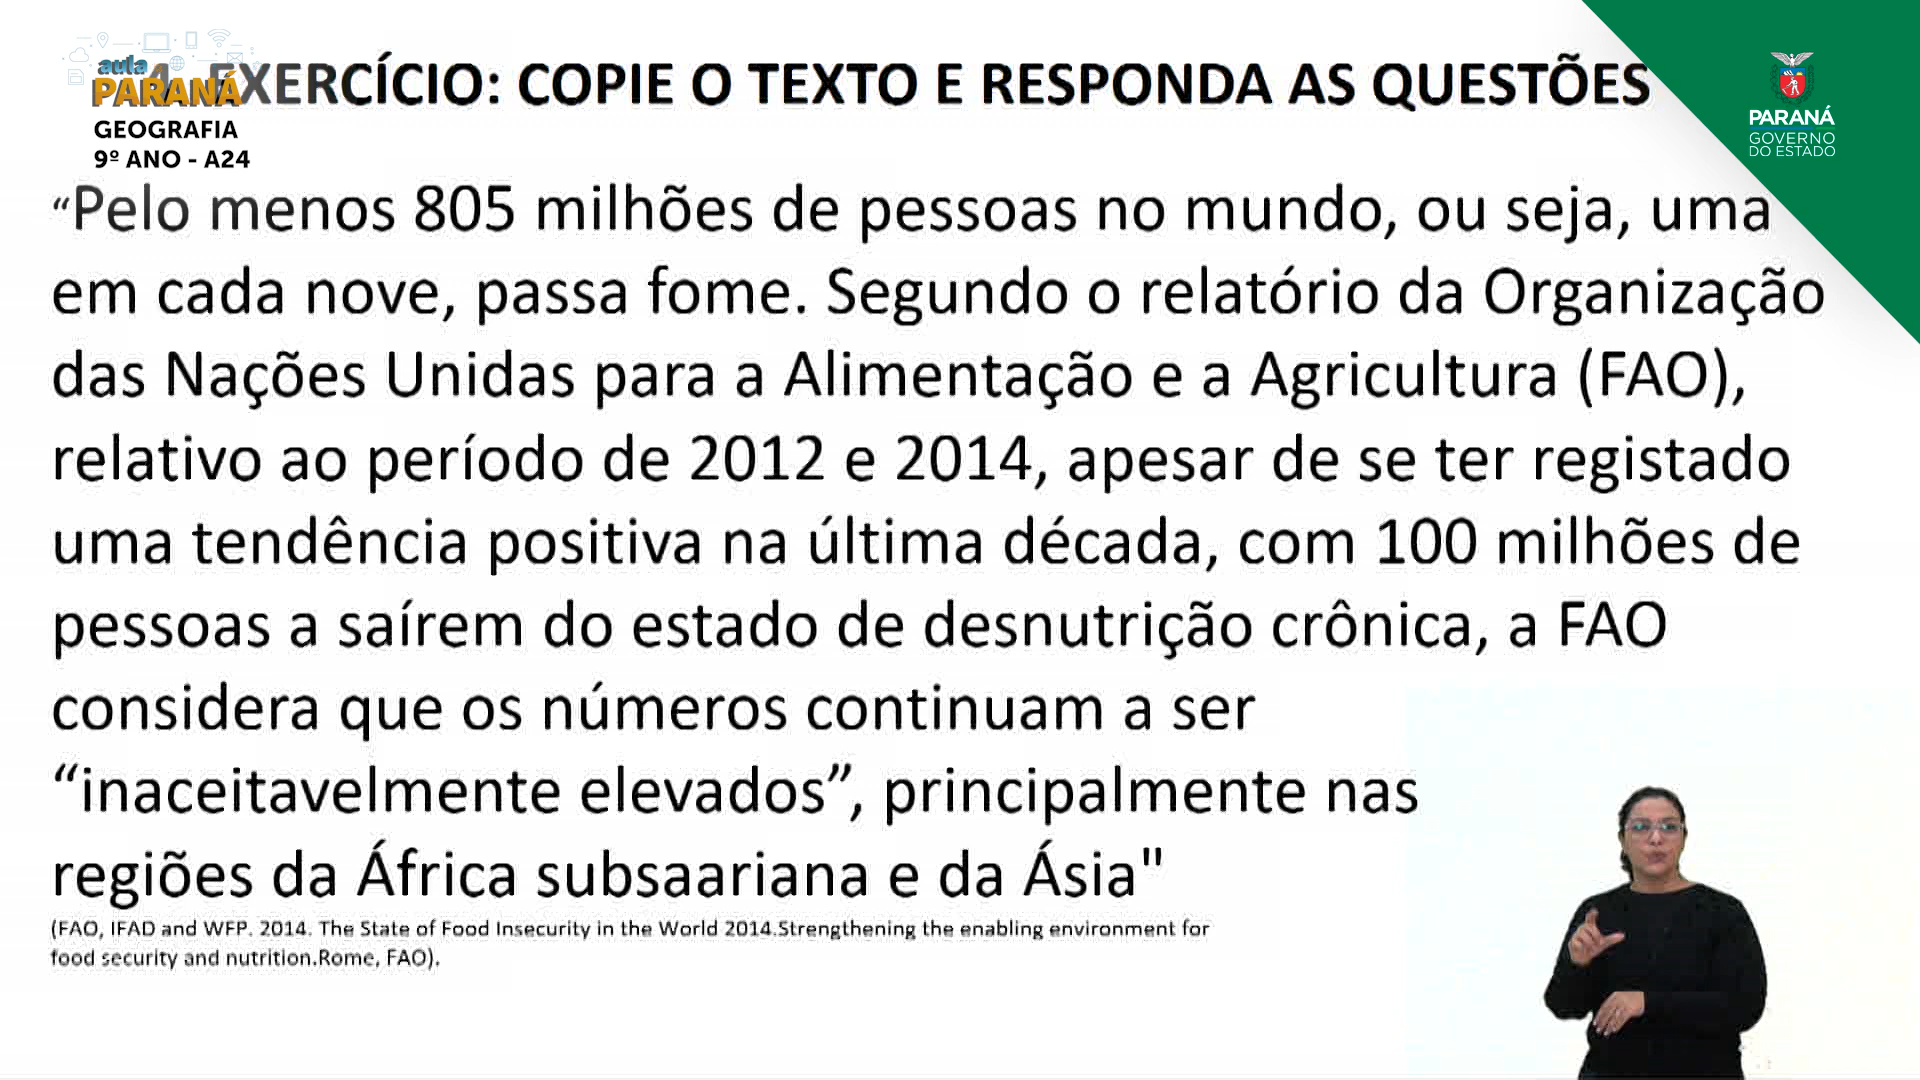 4. EXERCÍCIO: COPIE O TEXTO E RESPONDA AS QUESTÕES
aula
PARANÁ
GEOGRAFIA
9º ANO - A24
PARANÁ
GOVERNO
DO ESTADO
“Pelo menos 805 milhões de pessoas no mundo, ou seja, uma
em cada nove, passa fome. Segundo o relatório da Organização
das Nações Unidas para a Alimentação e a Agricultura (FAO),
relativo ao período de 2012 e 2014, apesar de se ter registado
uma tendência positiva na última década, com 100 milhões de
pessoas a saírem do estado de desnutrição crônica, a FAO
considera que os números continuam a ser
“inaceitavelmente elevados”, principalmente nas
regiões da África subsaariana e da Ásia"
(FAO, IFAD and WFP. 2014. The State of Food Insecurity in the World 2014.Strengthening the enabling environment for
food security and nutrition.Rome, FAO).